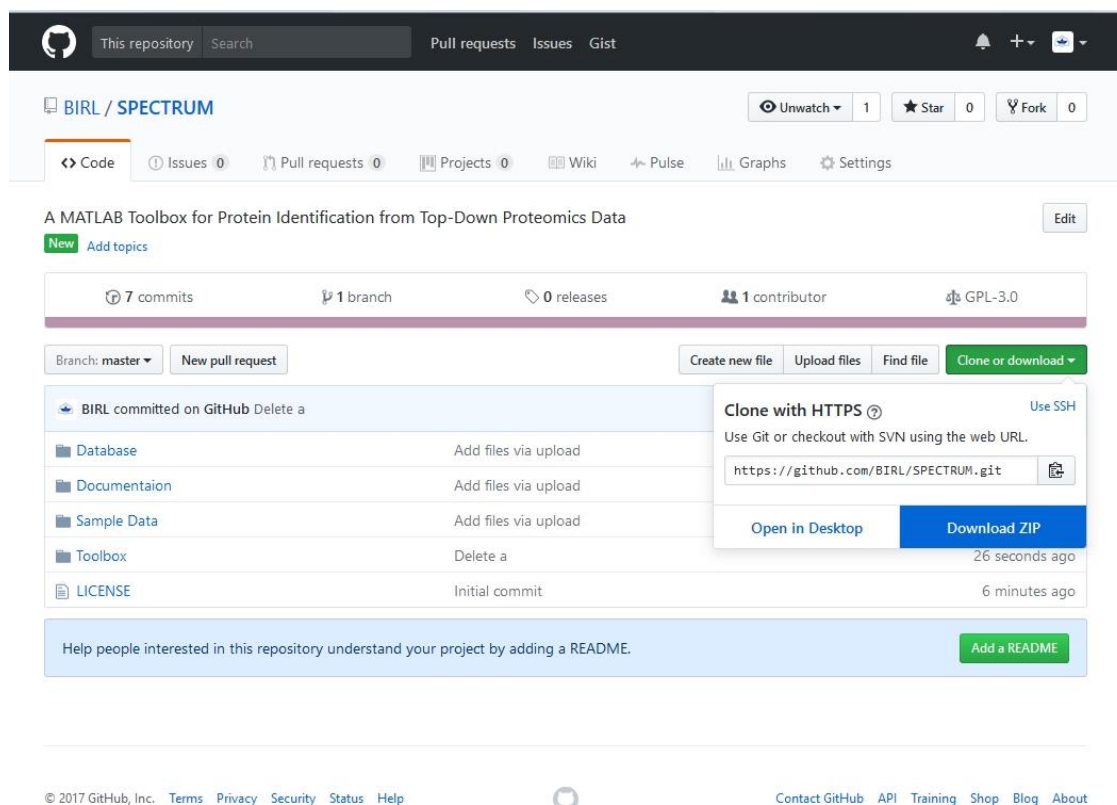 This repository Search Pull requests Issues Gist
BIRL / SPECTRUM Unwatch 1 Star 0 Fork 0
Code Issues 0 Pull requests 0 Projects 0 Wiki Pulse Graphs Settings
A MATLAB Toolbox for Protein Identification from Top-Down Proteomics Data Edit
New Add topics
7 commits 1 branch 0 releases 1 contributor GPL-3.0
Branch: master New pull request Create new file Upload files Find file Clone or download
BIRL committed on GitHub Delete a
Clone with HTTPS Use SSH
Use Git or checkout with SVN using the web URL.
https://github.com/BIRL/SPECTRUM.git
Open in Desktop Download ZIP
Database Add files via upload
Documentaion Add files via upload
Sample Data Add files via upload
Toolbox Delete a 26 seconds ago
LICENSE Initial commit 6 minutes ago
Help people interested in this repository understand your project by adding a README. Add a README
© 2017 GitHub, Inc. Terms Privacy Security Status Help Contact GitHub API Training Shop Blog About